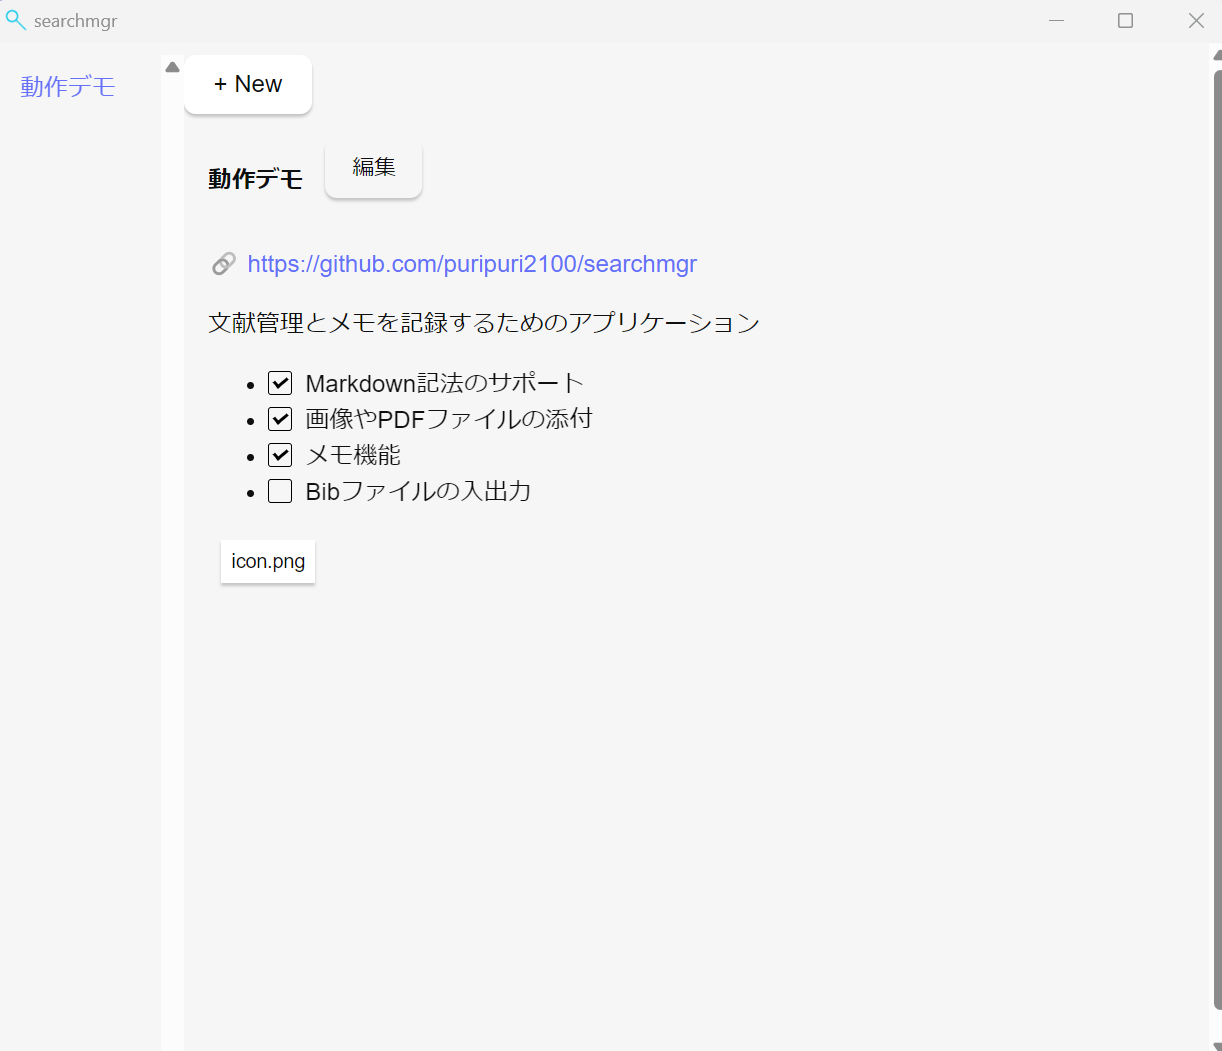 searchmgr
動作デモ
+ New
動作デモ
編集
https://github.com/puripuri2100/searchmgr
文献管理とメモを記録するためのアプリケーション
Markdown記法のサポート
画像やPDFファイルの添付
メモ機能
Bibファイルの入出力
icon.png